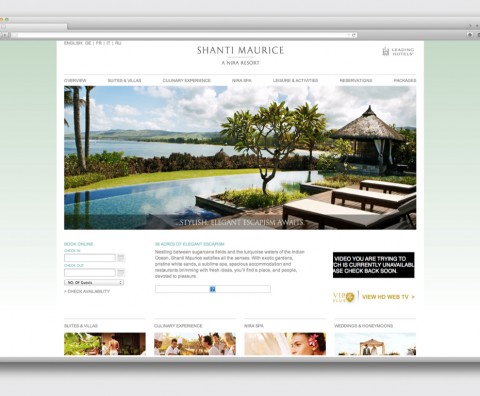 ENGLISH DE | FR | IT | RU
SHANTI MAURICE
A NIRA RESORT
LEADING
HOTELS
OVERVIEW SUITES & VILLAS CULINARY EXPERIENCE NIRA SPA LEISURE & ACTIVITIES RESERVATIONS PACKAGES
STYLISH, ELEGANT ESCAPISM AWAITS
BOOK ONLINE
CHECK IN
CHECK OUT
NO. OF Guests
> CHECK AVAILABILITY
36 ACRES OF ELEGANT ESCAPISM
Nestling between sugarcane fields and the turquoise waters of the Indian
Ocean, Shanti Maurice satisfies all the senses. With exotic gardens,
pristine white sands, a sublime spa, spacious accommodation and
restaurants brimming with fresh ideas, you'll find a place, and people,
devoted to pleasure.
VIDEO YOU ARE TRYING TO
CH IS CURRENTLY UNAVAILABL
ASE CHECK BACK SOON.
VIEW HD WEB TV >
SUITES & VILLAS CULINARY EXPERIENCE NIRA SPA WEDDINGS & HONEYMOONS